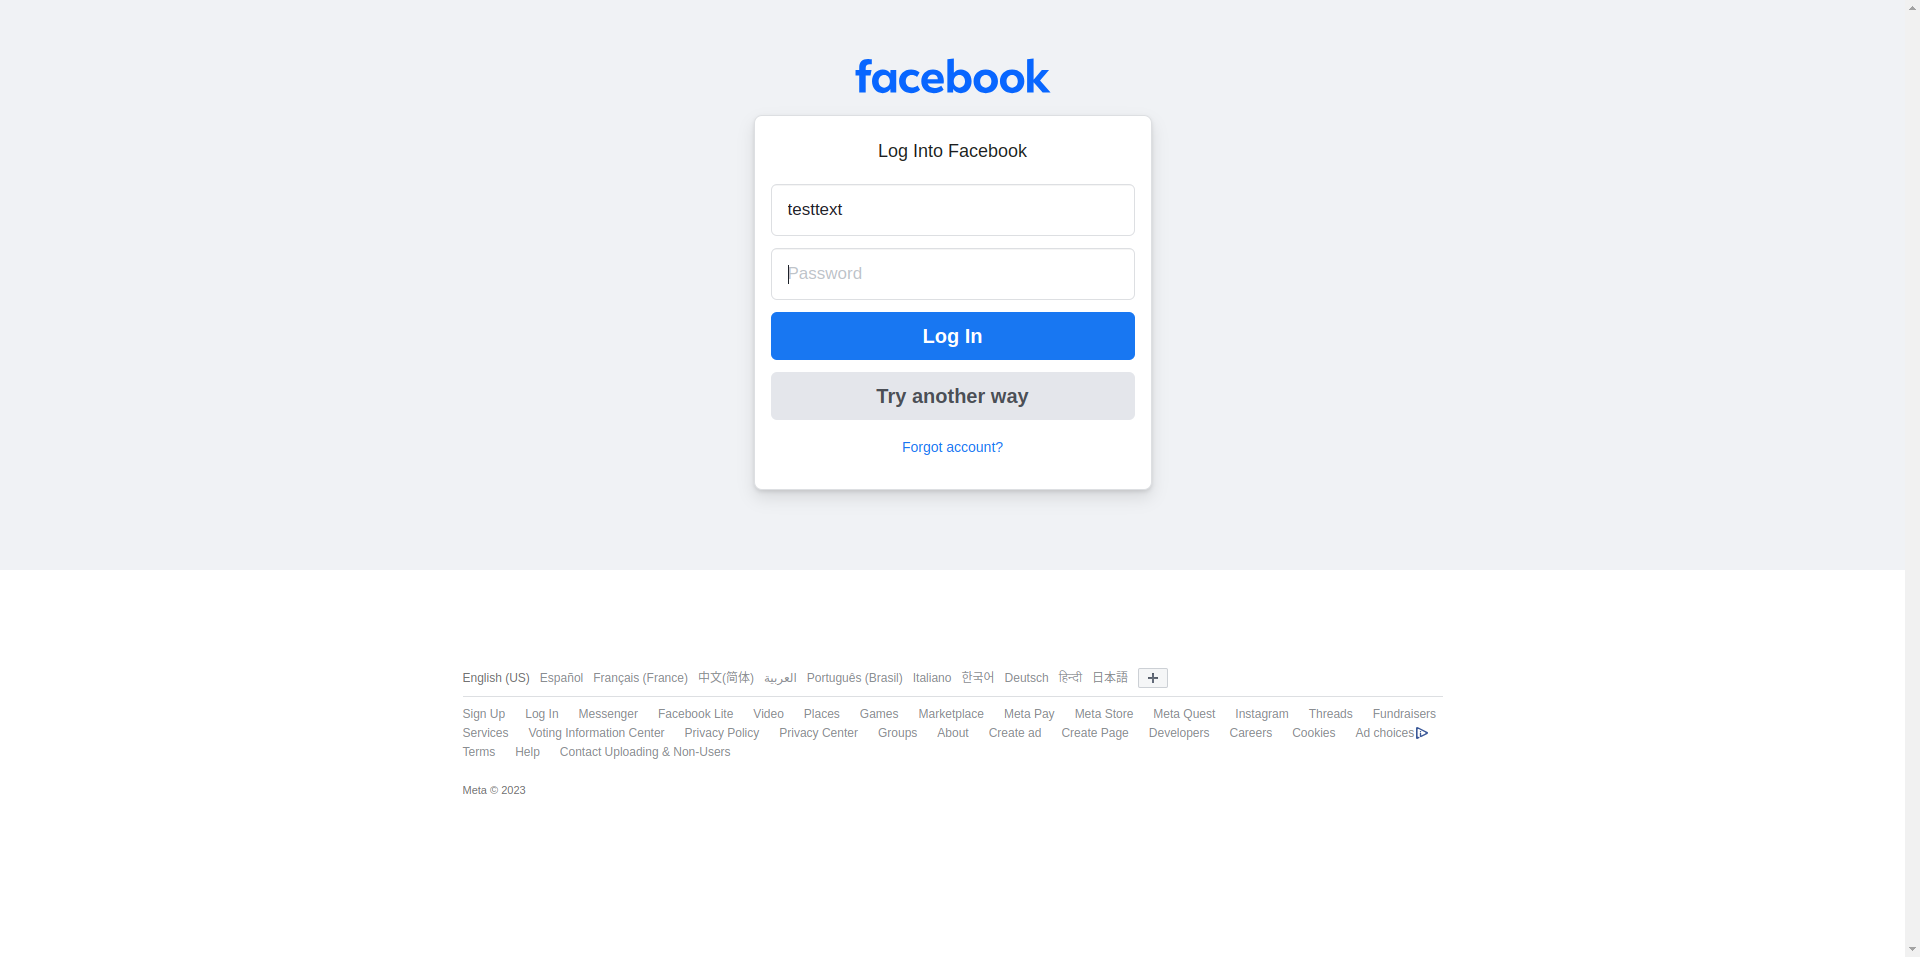 facebook
Log Into Facebook
testtext
Password
Log In
Try another way
Forgot account?
English (US) Español Français (France) 中文(简体) العربية Português (Brasil) Italiano 한국어 Deutsch हिन्दी 日本語
Sign Up Log In Messenger Facebook Lite Video Places Games Marketplace Meta Pay Meta Store Meta Quest Instagram Threads Fundraisers
Services Voting Information Center Privacy Policy Privacy Center Groups About Create ad Create Page Developers Careers Cookies Ad choices
Terms Help Contact Uploading & Non-Users
Meta © 2023